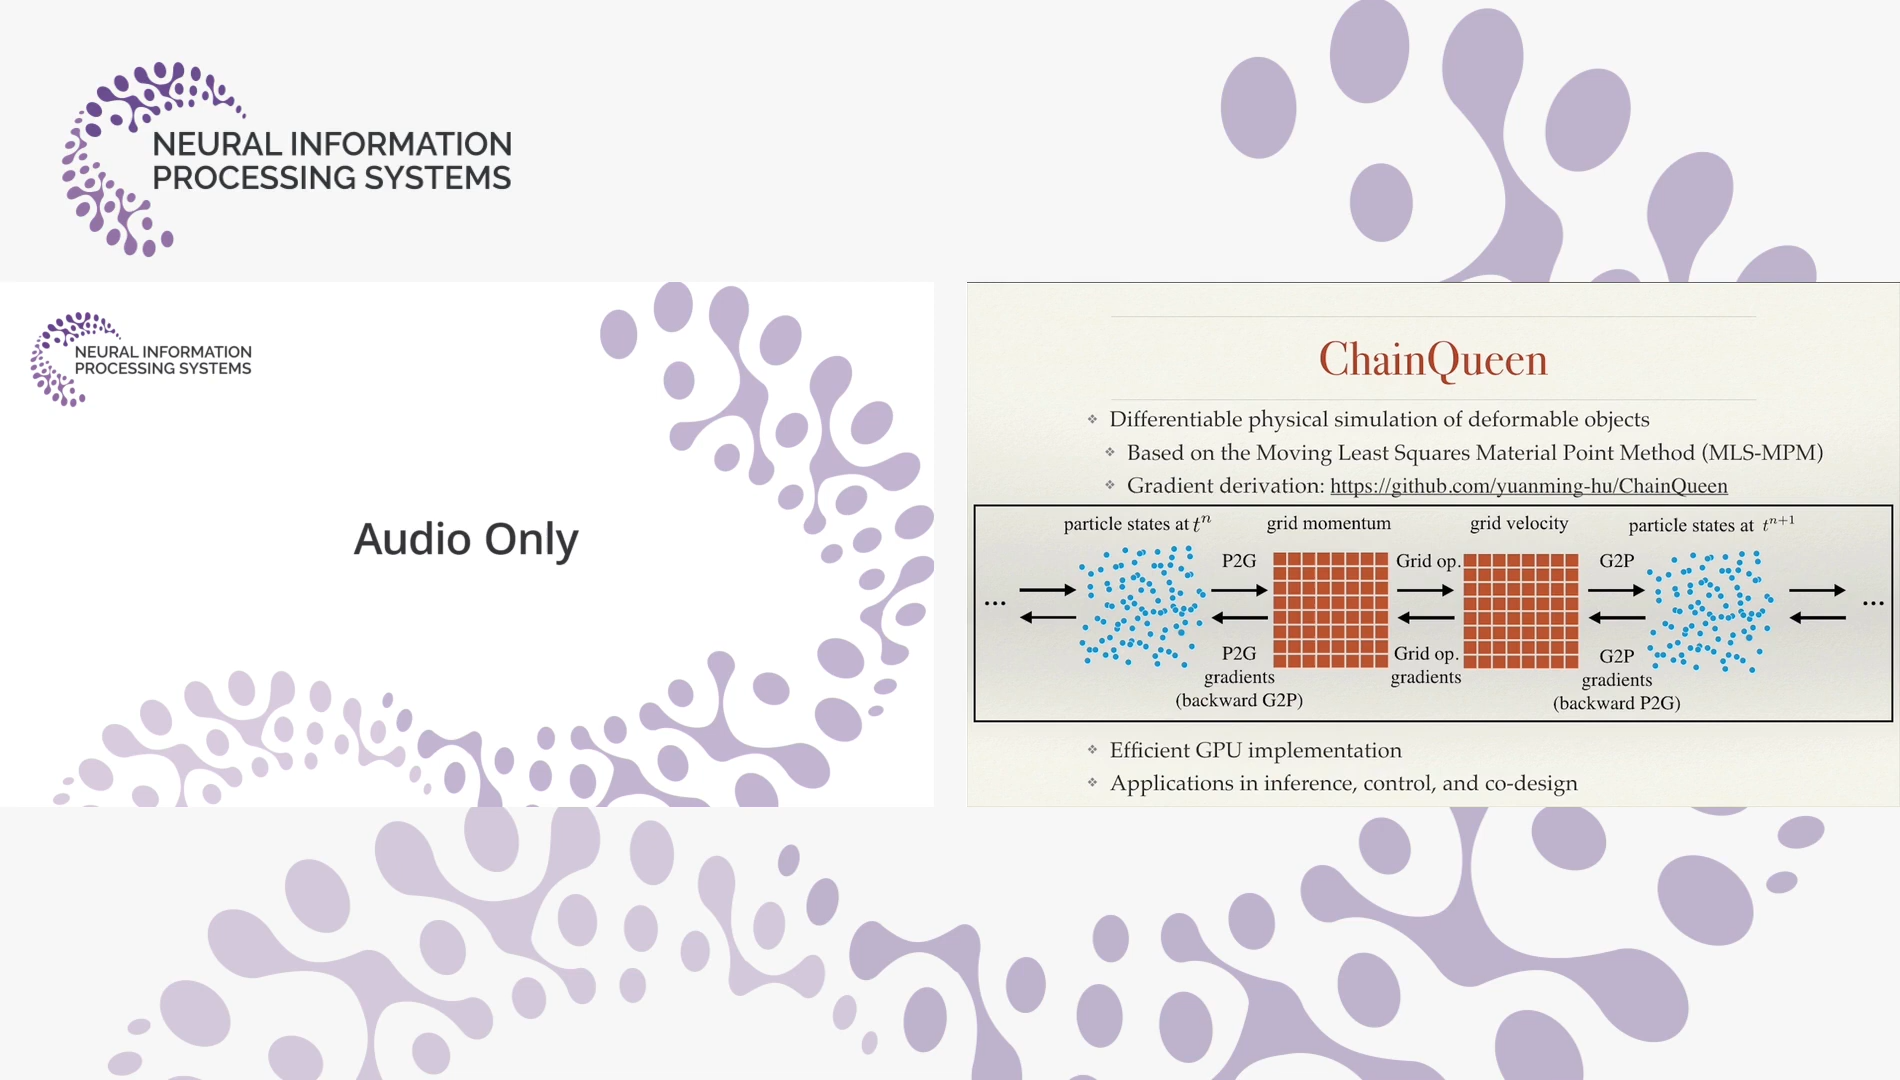 NEURAL INFORMATION
PROCESSING SYSTEMS
NEURAL INFORMATION
PROCESSING SYSTEMS
Audio Only
ChainQueen
❖ Differentiable physical simulation of deformable objects
❖ Based on the Moving Least Squares Material Point Method (MLS-MPM)
❖ Gradient derivation: https://github.com/yuanming-hu/ChainQueen
particle states at tⁿ
grid momentum
grid velocity
particle states at tⁿ⁺¹
P2G
Grid op.
G2P
...
...
P2G
gradients
(backward G2P)
Grid op.
gradients
G2P
gradients
(backward P2G)
❖ Efficient GPU implementation
❖ Applications in inference, control, and co-design